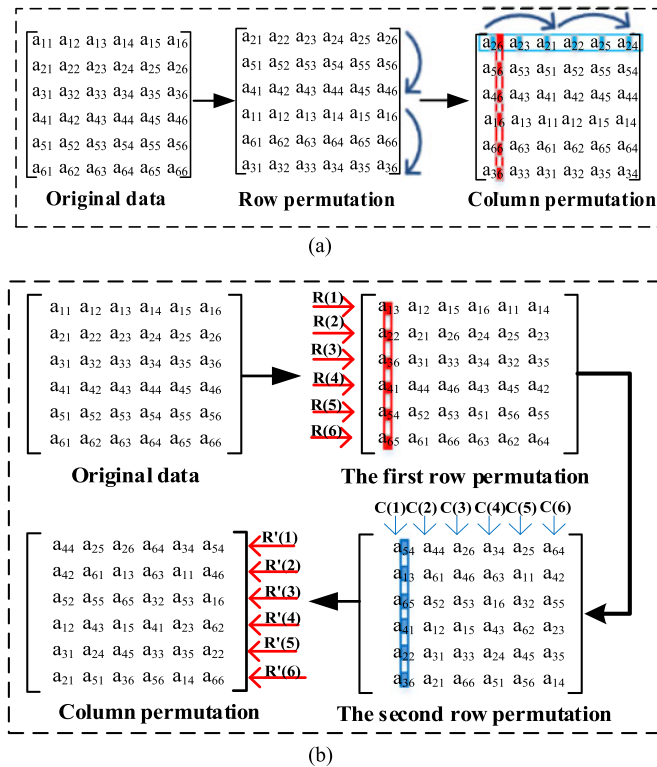 a11 a12 a13 a14 a15 a16
a21 a22 a23 a24 a25 a26
a31 a32 a33 a34 a35 a36
a41 a42 a43 a44 a45 a46
a51 a52 a53 a54 a55 a56
a61 a62 a63 a64 a65 a66
Original data
a21 a22 a23 a24 a25 a26
a51 a52 a53 a54 a55 a56
a41 a42 a43 a44 a45 a46
a11 a12 a13 a14 a15 a16
a61 a62 a63 a64 a65 a66
a31 a32 a33 a34 a35 a36
Row permutation
a26 a23 a21 a22 a25 a24
a56 a53 a51 a52 a55 a54
a46 a43 a41 a42 a45 a44
a16 a13 a11 a12 a15 a14
a66 a63 a61 a62 a65 a64
a36 a33 a31 a32 a35 a34
Column permutation
(a)
a11 a12 a13 a14 a15 a16
a21 a22 a23 a24 a25 a26
a31 a32 a33 a34 a35 a36
a41 a42 a43 a44 a45 a46
a51 a52 a53 a54 a55 a56
a61 a62 a63 a64 a65 a66
Original data
R(1) a13 a12 a15 a16 a11 a14
R(2) a22 a21 a26 a24 a25 a23
R(3) a36 a31 a33 a34 a32 a35
R(4) a41 a44 a46 a43 a45 a42
R(5) a54 a52 a53 a51 a56 a55
R(6) a65 a61 a66 a63 a62 a64
The first row permutation
C(1) C(2) C(3) C(4) C(5) C(6)
a54 a44 a26 a34 a25 a64
a13 a61 a46 a63 a11 a42
a65 a52 a53 a16 a32 a55
a41 a12 a15 a43 a62 a23
a22 a31 a33 a24 a45 a35
a36 a21 a66 a51 a56 a14
The second row permutation
a44 a25 a26 a64 a34 a54 R'(1)
a42 a61 a13 a63 a11 a46 R'(2)
a52 a55 a65 a32 a53 a16 R'(3)
a12 a43 a15 a41 a23 a62 R'(4)
a31 a24 a45 a33 a35 a22 R'(5)
a21 a51 a36 a56 a14 a66 R'(6)
Column permutation
(b)